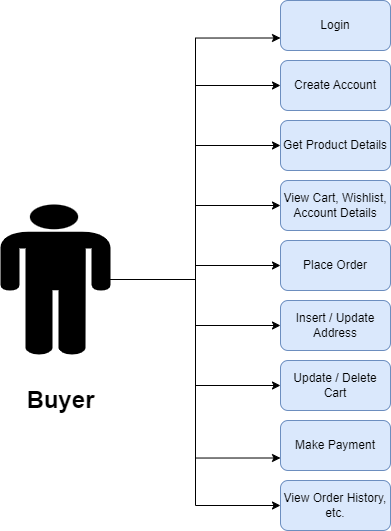 Login
Create Account
Get Product Details
View Cart, Wishlist,
Account Details
Place Order
Insert / Update
Address
Update / Delete
Cart
Make Payment
View Order History,
etc.
Buyer